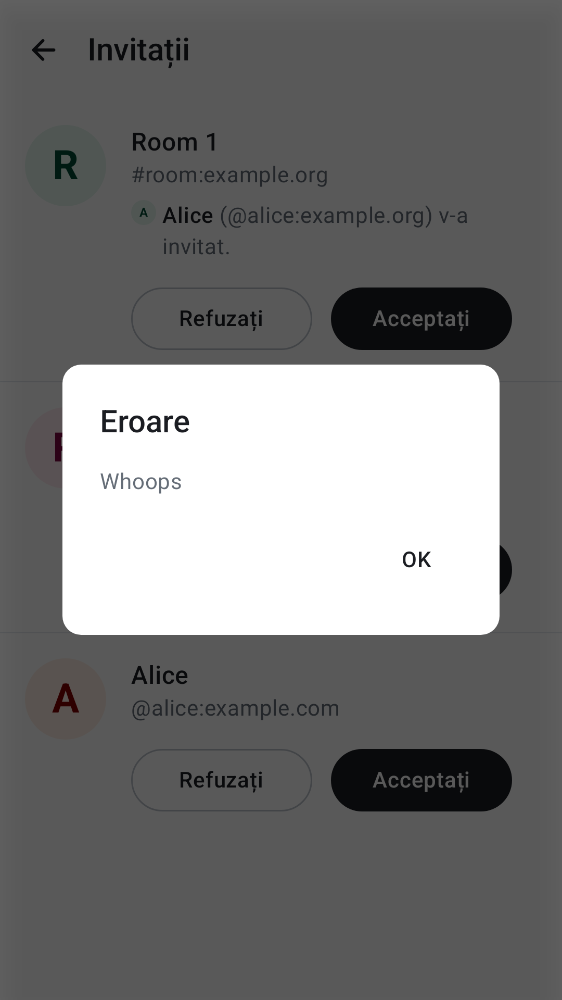 Invitații
R
Room 1
#room:example.org
A Alice (@alice:example.org) v-a
invitat.
Refuzați
Acceptați
Eroare
Whoops
OK
A
Alice
@alice:example.com
Refuzați
Acceptați